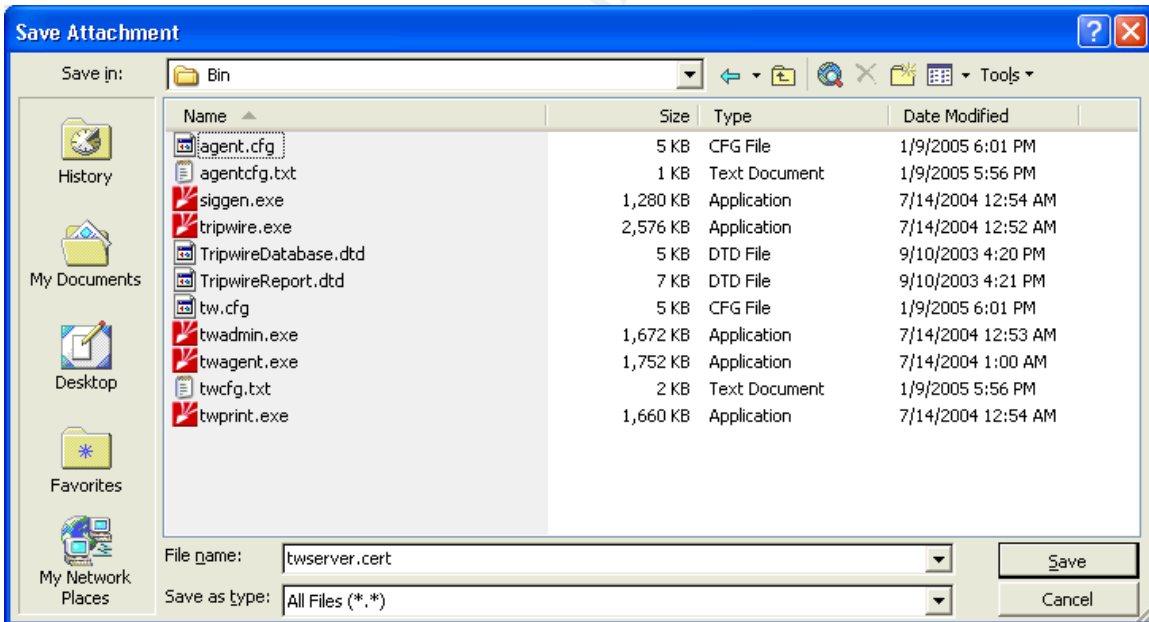 Save Attachment
Save in: Bin Tools
Name Size Type Date Modified
agent.cfg 5 KB CFG File 1/9/2005 6:01 PM
agentcfg.txt 1 KB Text Document 1/9/2005 5:56 PM
siggen.exe 1,280 KB Application 7/14/2004 12:54 AM
tripwire.exe 2,576 KB Application 7/14/2004 12:52 AM
TripwireDatabase.dtd 5 KB DTD File 9/10/2003 4:20 PM
TripwireReport.dtd 7 KB DTD File 9/10/2003 4:21 PM
tw.cfg 5 KB CFG File 1/9/2005 6:01 PM
twadmin.exe 1,672 KB Application 7/14/2004 12:53 AM
twagent.exe 1,752 KB Application 7/14/2004 1:00 AM
twcfg.txt 2 KB Text Document 1/9/2005 5:56 PM
twprint.exe 1,660 KB Application 7/14/2004 12:54 AM
History
My Documents
Desktop
Favorites
My Network
Places
File name: twserver.cert Save
Save as type: All Files (*.*) Cancel